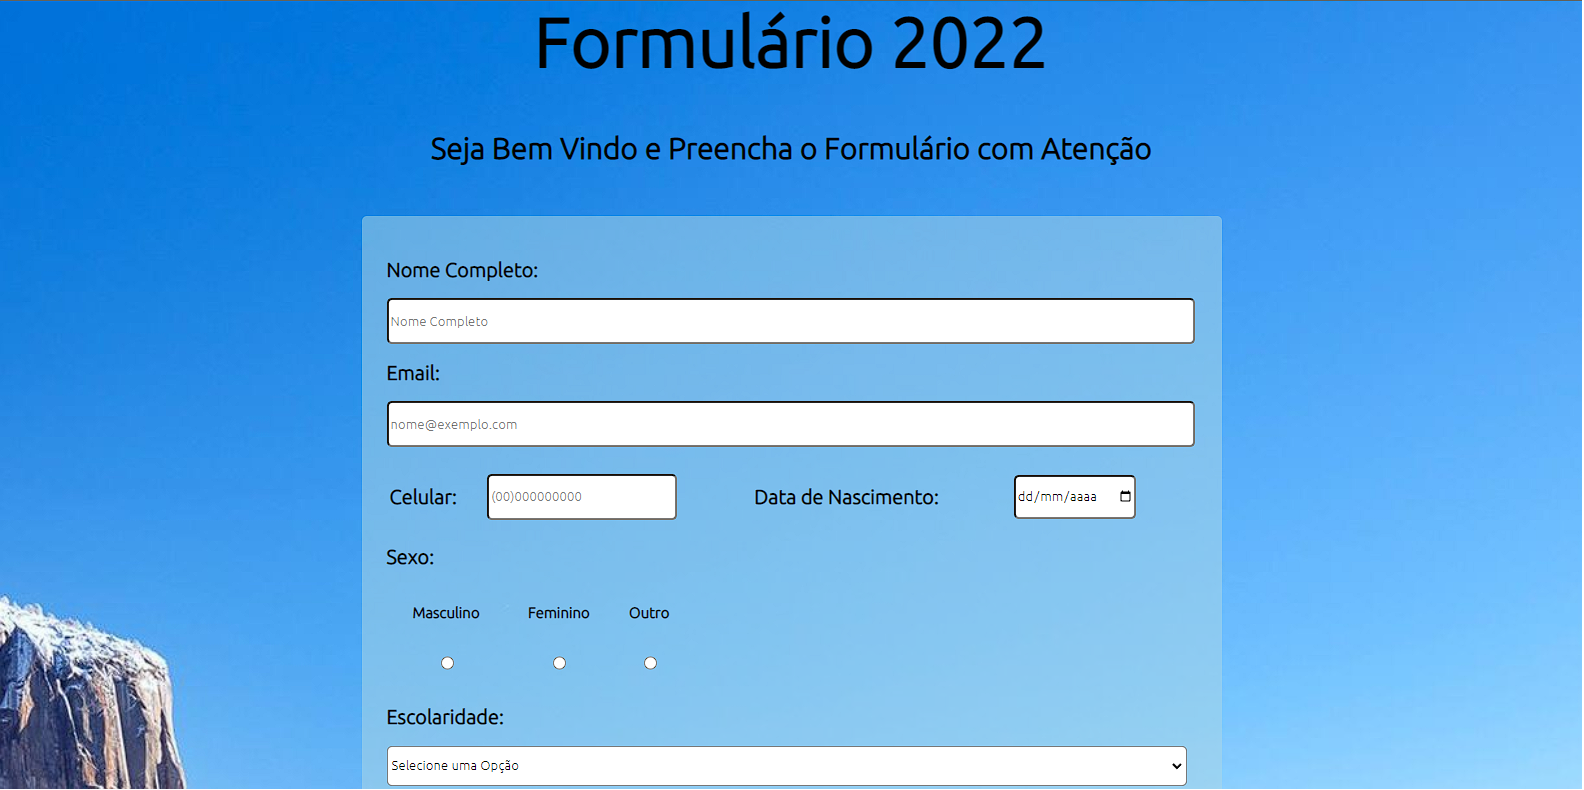 Formulário 2022
Seja Bem Vindo e Preencha o Formulário com Atenção
Nome Completo:
Nome Completo
Email:
nome@exemplo.com
Celular: (00)000000000 Data de Nascimento: dd/mm/aaaa
Sexo:
Masculino Feminino Outro
Escolaridade:
Selecione uma Opção